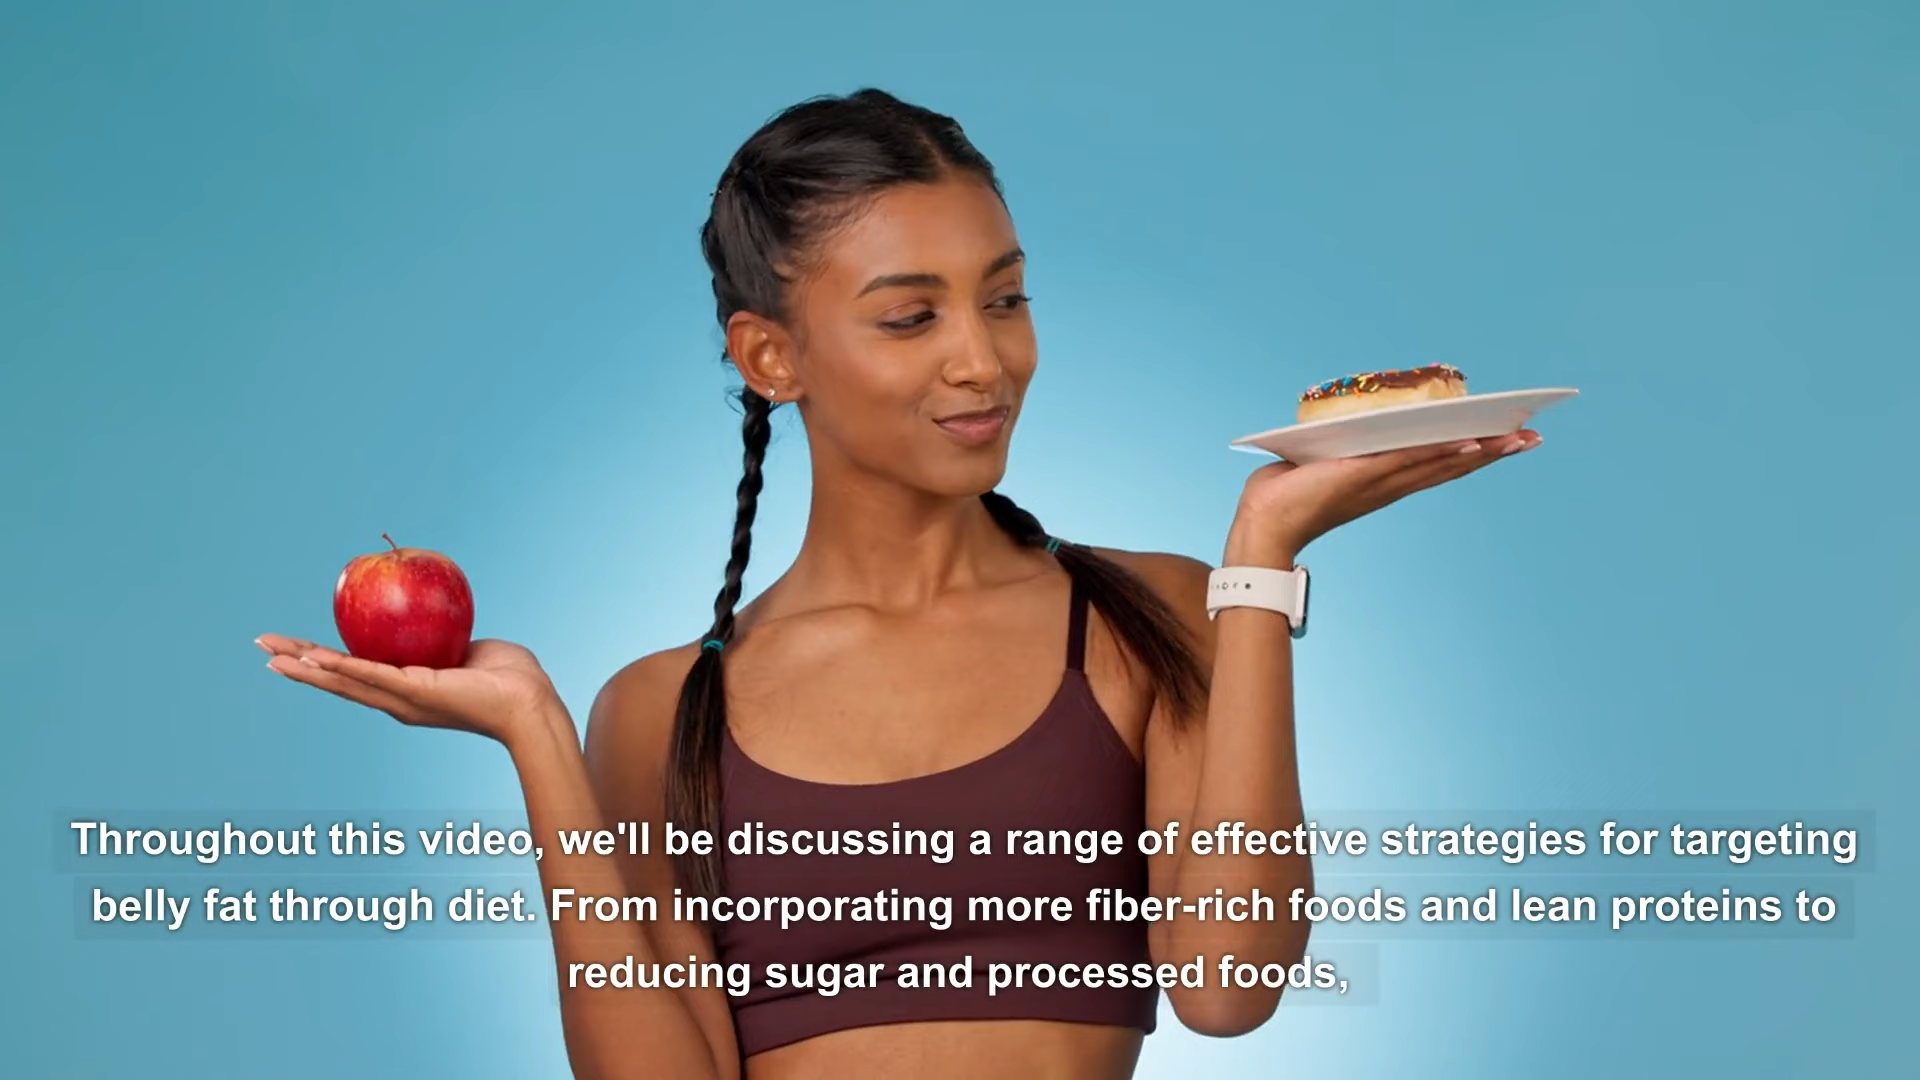 Throughout this video, we'll be discussing a range of effective strategies for targeting
belly fat through diet. From incorporating more fiber-rich foods and lean proteins to
reducing sugar and processed foods,